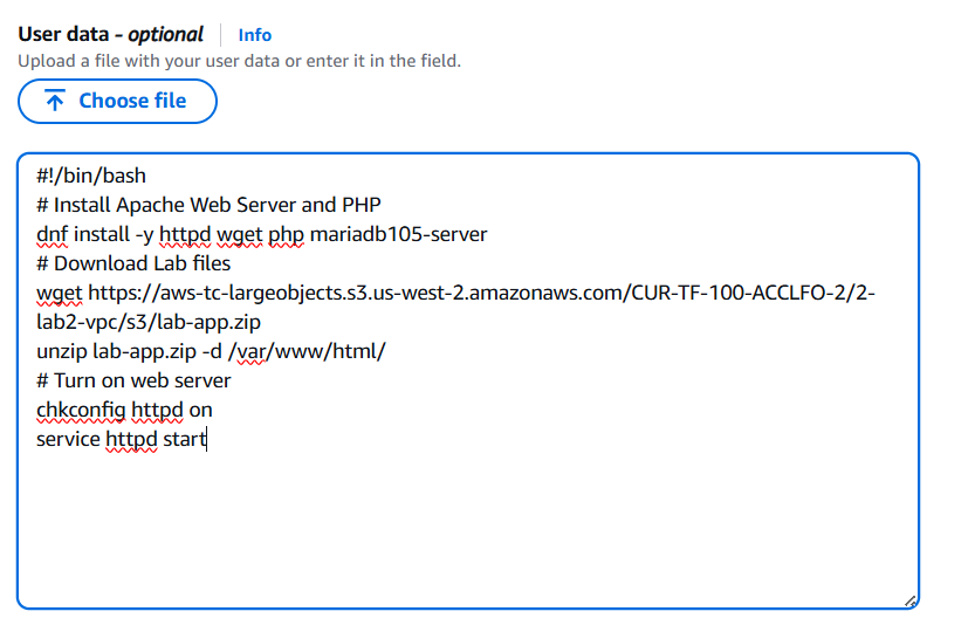 User data - optional Info
Upload a file with your user data or enter it in the field.
Choose file
#!/bin/bash
# Install Apache Web Server and PHP
dnf install -y httpd wget php mariadb105-server
# Download Lab files
wget https://aws-tc-largeobjects.s3.us-west-2.amazonaws.com/CUR-TF-100-ACCLFO-2/2-
lab2-vpc/s3/lab-app.zip
unzip lab-app.zip -d /var/www/html/
# Turn on web server
chkconfig httpd on
service httpd start